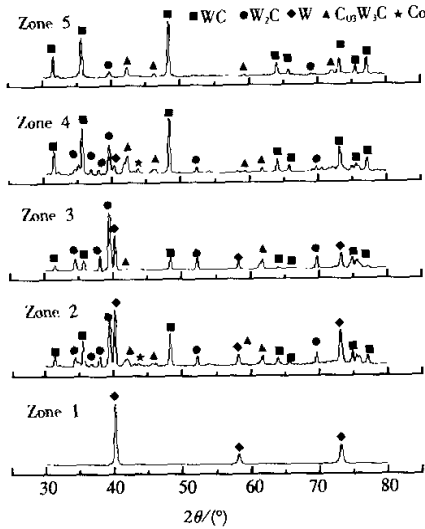 ■ WC ● W₂C ◆ W ▲ C₀₃W₃C ★ Co
Zone 5
Zone 4
Zone 3
Zone 2
Zone 1
30 40 50 60 70 80
2θ/(°)